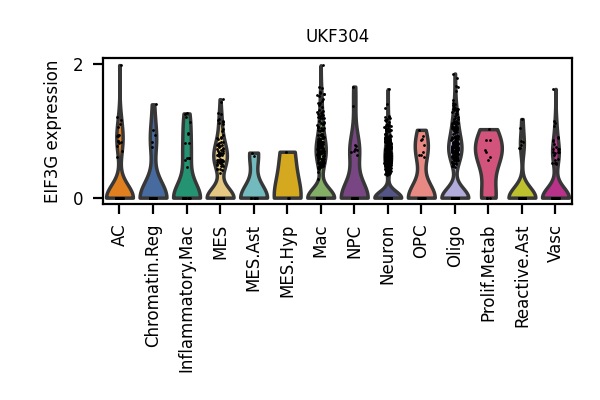 UKF304
EIF3G expression
2
0
AC
Chromatin.Reg
Inflammatory.Mac
MES
MES.Ast
MES.Hyp
Mac
NPC
Neuron
OPC
Oligo
Prolif.Metab
Reactive.Ast
Vasc